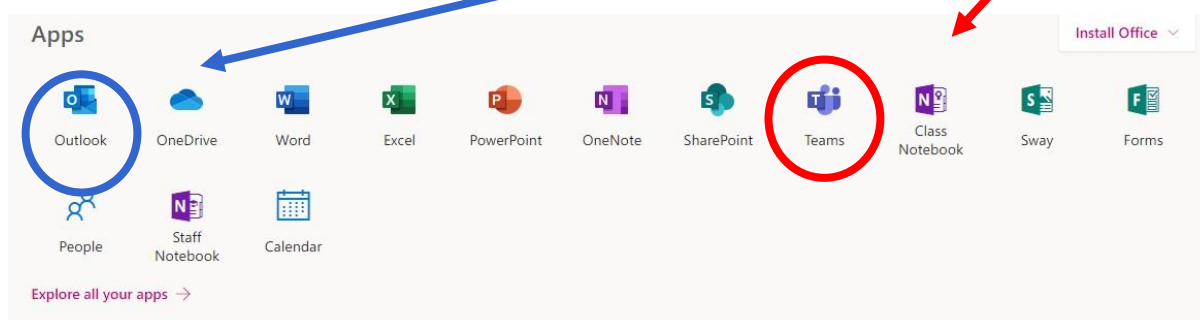 Apps
Install Office
Outlook
OneDrive
Word
Excel
PowerPoint
OneNote
SharePoint
Teams
Class
Notebook
Sway
Forms
People
Staff
Notebook
Calendar
Explore all your apps →